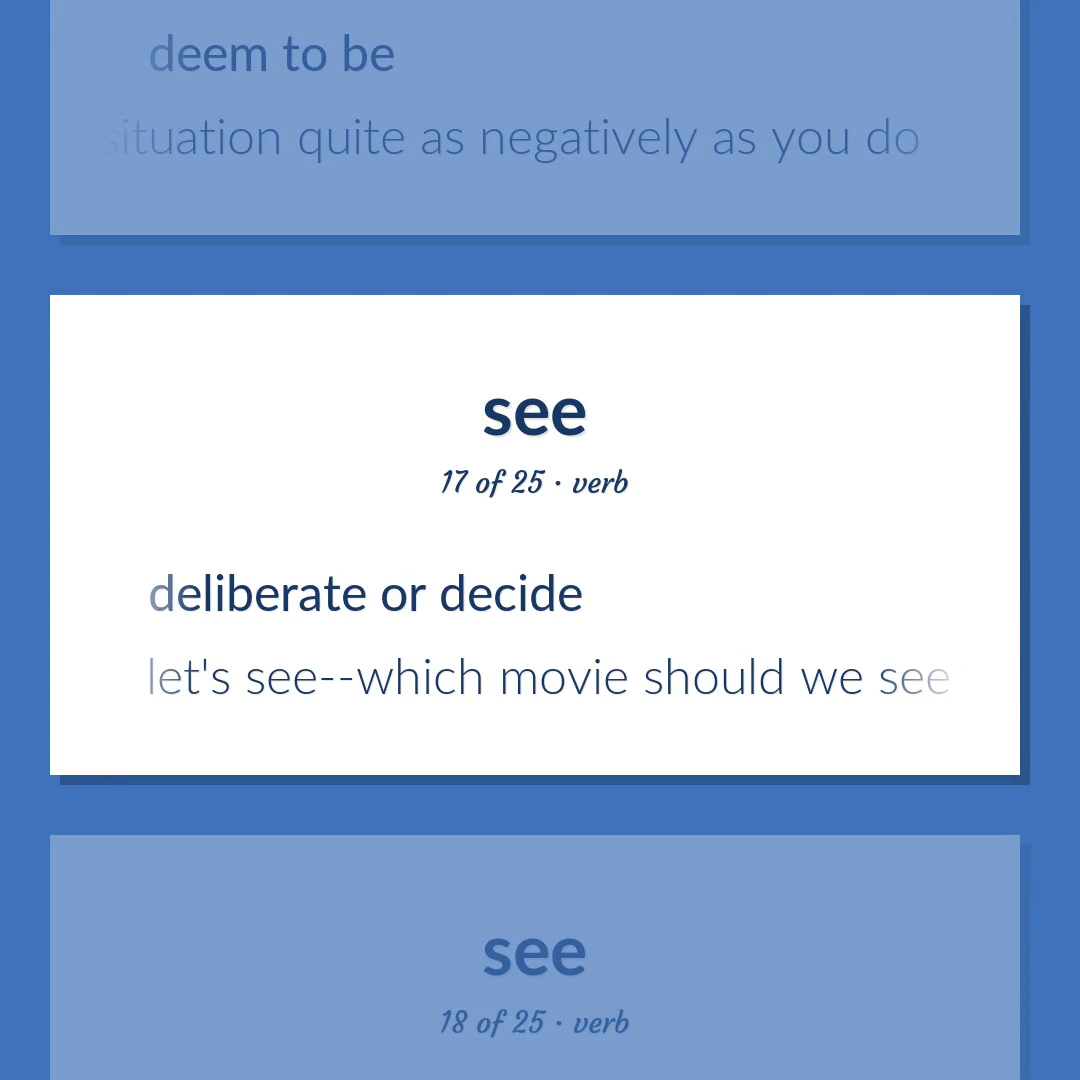 deem to be
situation quite as negatively as you do
see
17 of 25 · verb
deliberate or decide
let's see--which movie should we see
see
18 of 25 · verb